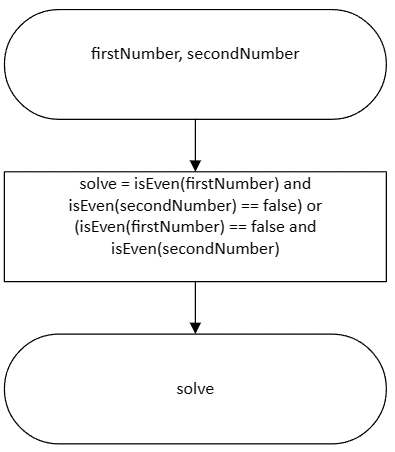 firstNumber, secondNumber
solve = isEven(firstNumber) and
isEven(secondNumber) == false) or
(isEven(firstNumber) == false and
isEven(secondNumber)
solve